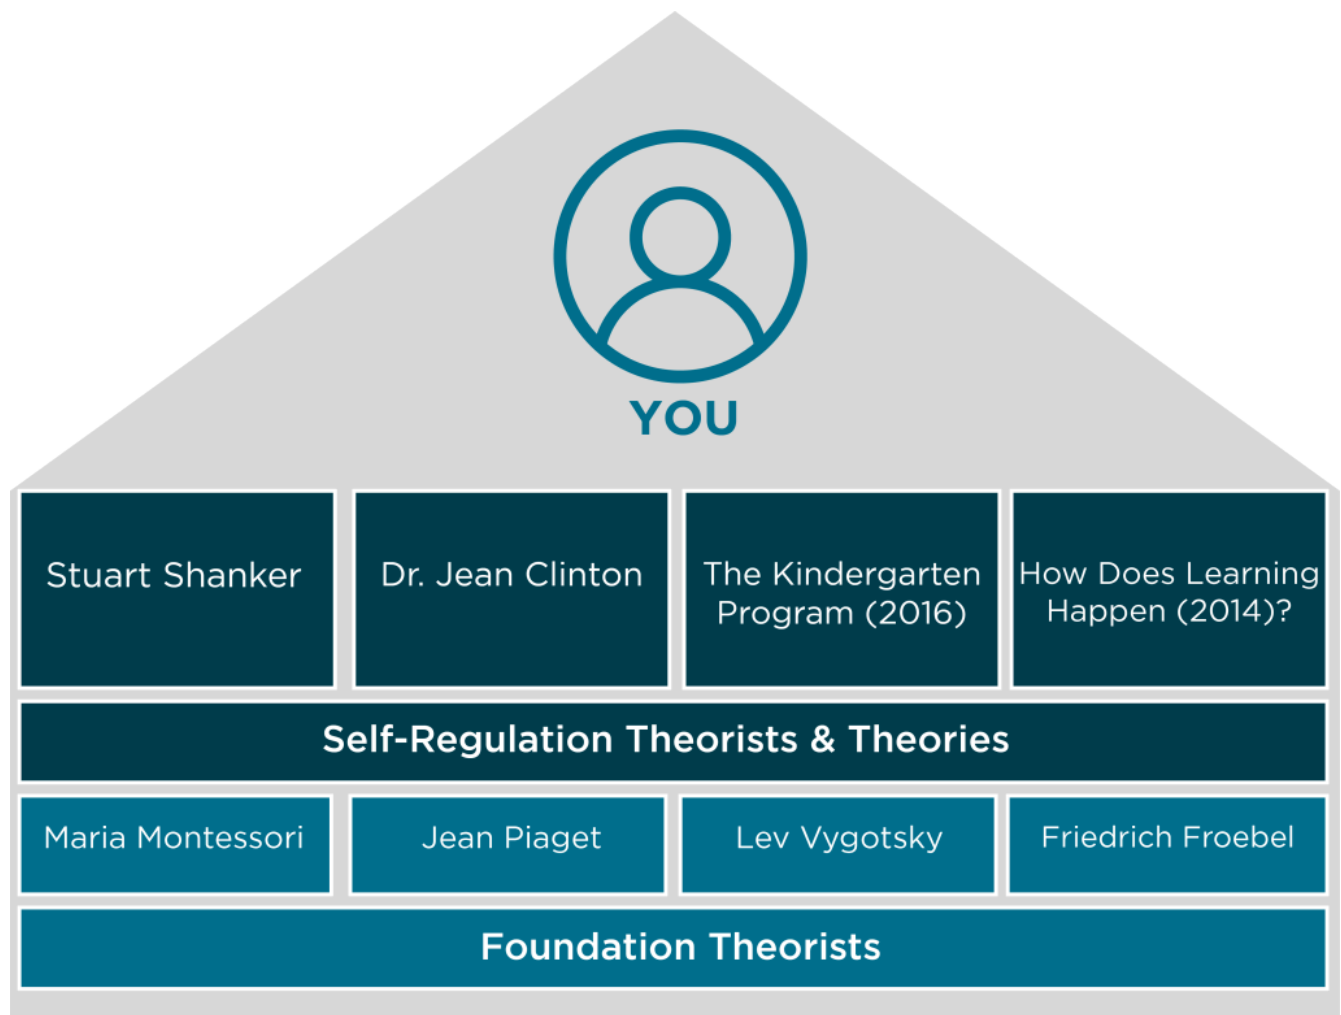 YOU
Stuart Shanker
Dr. Jean Clinton
The Kindergarten
Program (2016)
How Does Learning
Happen (2014)?
Self-Regulation Theorists & Theories
Maria Montessori
Jean Piaget
Lev Vygotsky
Friedrich Froebel
Foundation Theorists